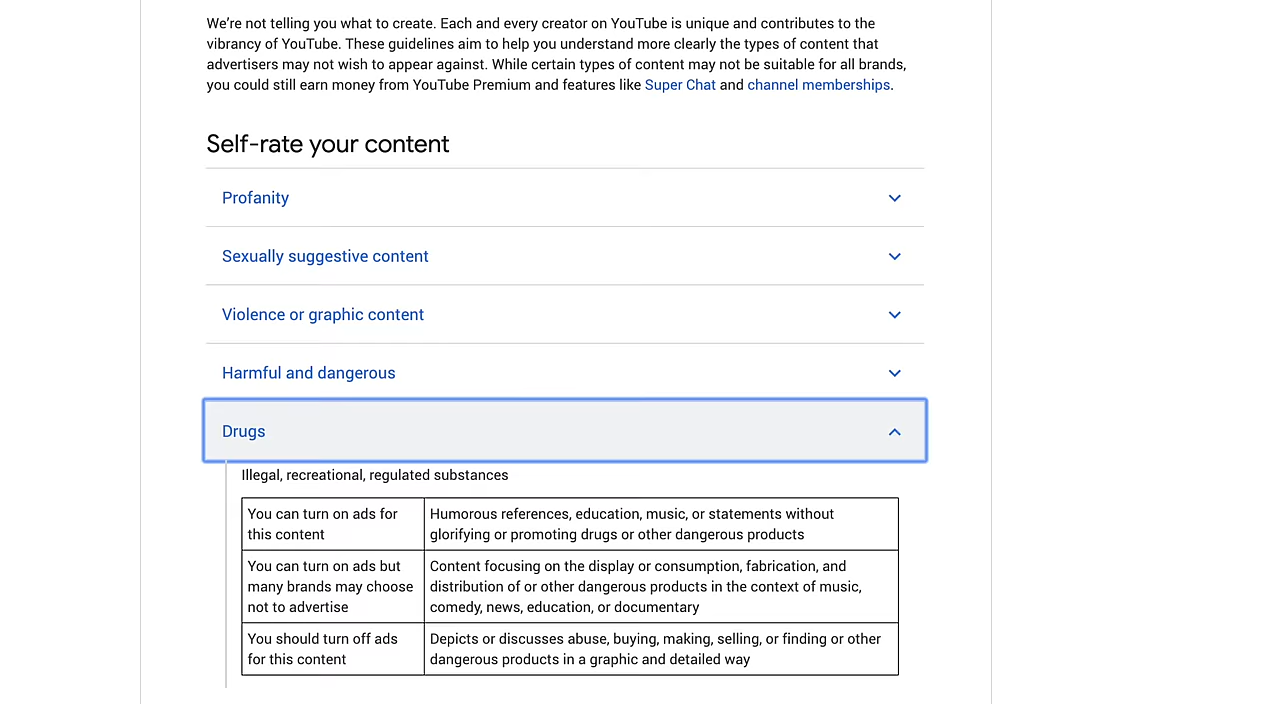 We’re not telling you what to create. Each and every creator on YouTube is unique and contributes to the
vibrancy of YouTube. These guidelines aim to help you understand more clearly the types of content that
advertisers may not wish to appear against. While certain types of content may not be suitable for all brands,
you could still earn money from YouTube Premium and features like Super Chat and channel memberships.
Self-rate your content
Profanity
Sexually suggestive content
Violence or graphic content
Harmful and dangerous
Drugs
Illegal, recreational, regulated substances
You can turn on ads for
this content
Humorous references, education, music, or statements without
glorifying or promoting drugs or other dangerous products
You can turn on ads but
many brands may choose
not to advertise
Content focusing on the display or consumption, fabrication, and
distribution of or other dangerous products in the context of music,
comedy, news, education, or documentary
You should turn off ads
for this content
Depicts or discusses abuse, buying, making, selling, or finding or other
dangerous products in a graphic and detailed way